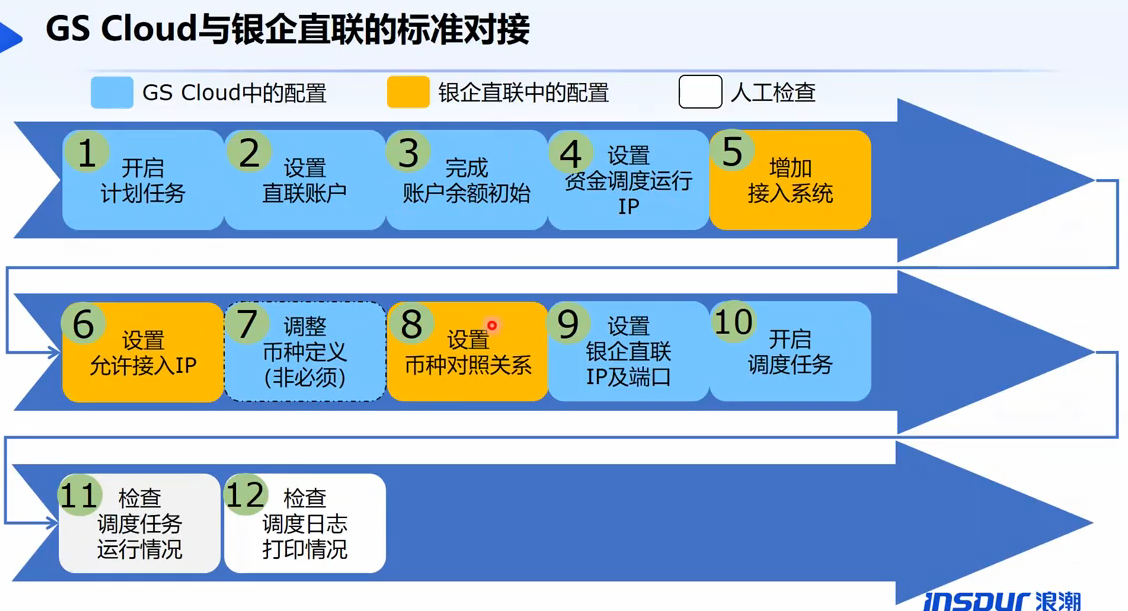 GS Cloud与银企直联的标准对接
GS Cloud中的配置
银企直联中的配置
人工检查
1
开启
计划任务
2
设置
直联账户
3
完成
账户余额初始
4
设置
资金调度运行
IP
5
增加
接入系统
6
设置
允许接入IP
7
调整
币种定义
(非必须)
8
设置
币种对照关系
9
设置
银企直联
IP及端口
10
开启
调度任务
11
检查
调度任务
运行情况
12
检查
调度日志
打印情况
inspur 浪潮